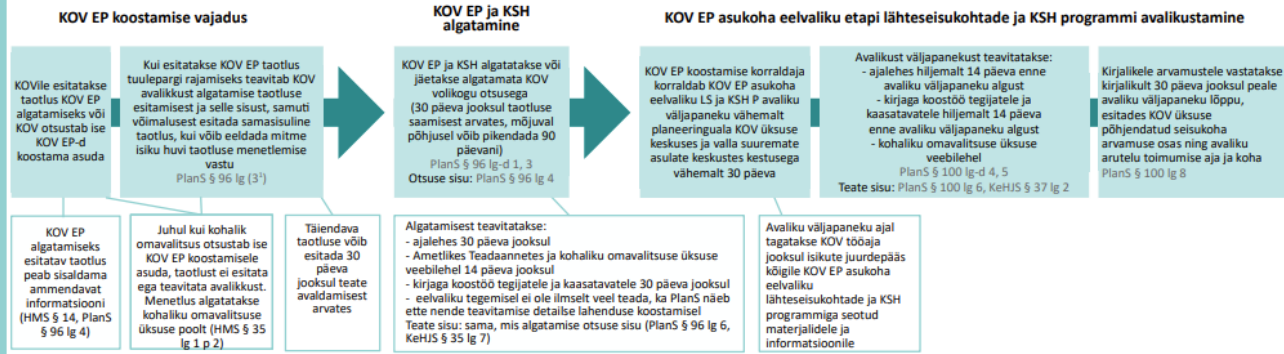 KOV EP koostamise vajadus
KOV EP ja KSH
algatamine
KOV EP asukoha eelvaliku etapi lähteseisukohtade ja KSH programmi avalikustamine
KOVile esitatakse
taotlus KOV EP
algatamiseks või
KOV otsustab ise
KOV EP-d
koostama asuda
Kui esitatakse KOV EP taotlus
tuulepargi rajamiseks teavitab KOV
avalikkust algatamise taotluse
esitamisest ja selle sisust, samuti
võimalusest esitada samasisuline
taotlus, kui võib eeldada mitme
isiku huvi taotluse menetlemise
vastu
PlanS § 96 lg (3¹)
KOV EP ja KSH algatatakse või
jäetakse algatamata KOV
volikogu otsusega
(30 päeva jooksul taotluse
saamisest arvates, mõjuval
põhjusel võib pikendada 90
päevani)
PlanS § 96 lg-d 1, 3
Otsuse sisu: PlanS § 96 lg 4
KOV EP koostamise korraldaja
korraldab KOV EP asukoha
eelvaliku LS ja KSH P avaliku
väljapaneku vähemalt
planeeringuala KOV üksuse
keskuses ja valla suuremate
asulate keskustes kestusega
vähemalt 30 päeva
Avalikust väljapanekust teavitatakse:
- ajalehes hiljemalt 14 päeva enne
avaliku väljapaneku algust
- kirjaga koostöö tegijatele ja
kaasatavatele hiljemalt 14 päeva
enne avaliku väljapaneku algust
- kohaliku omavalitsuse üksuse
veebilehel
PlanS § 100 lg-d 4, 5
Teate sisu: PlanS § 100 lg 6, KeHJS § 37 lg 2
Kirjalikele arvamustele vastatakse
kirjalikult 30 päeva jooksul peale
avaliku väljapaneku lõppu,
esitades KOV üksuse
põhjendatud seisukoha
arvamuse osas ning avaliku
arutelu toimumise aja ja koha
PlanS § 100 lg 8
KOV EP
algatamiseks
esitatav taotlus
peab sisaldama
ammendavat
informatsiooni
(HMS § 14, PlanS
§ 96 lg 4)
Juhul kui kohalik
omavalitsus otsustab ise
KOV EP koostamisele
asuda, taotlust ei esitata
ega teavitata avalikkust.
Menetlus algatatakse
kohaliku omavalitsuse
üksuse poolt (HMS § 35
lg 1 p 2)
Täiendava
taotluse võib
esitada 30
päeva
jooksul teate
avaldamisest
arvates
Algatamisest teavitatakse:
- ajalehes 30 päeva jooksul
- Ametlikes Teadaannetes ja kohaliku omavalitsuse üksuse
veebilehel 14 päeva jooksul
- kirjaga koostöö tegijatele ja kaasatavatele 30 päeva jooksul
- eelvaliku tegemisel ei ole ilmselt veel teada, ka PlanS näeb
ette nende teavitamise detailse lahenduse koostamisel
Teate sisu: sama, mis algatamise otsuse sisu (PlanS § 96 lg 6,
KeHJS § 35 lg 7)
Avaliku väljapaneku ajal
tagatakse KOV tööaja
jooksul isikute juurdepääs
kõigile KOV EP asukoha
eelvaliku
lähteseisukohtade ja KSH
programmiga seotud
materjalidele ja
informatsioonile